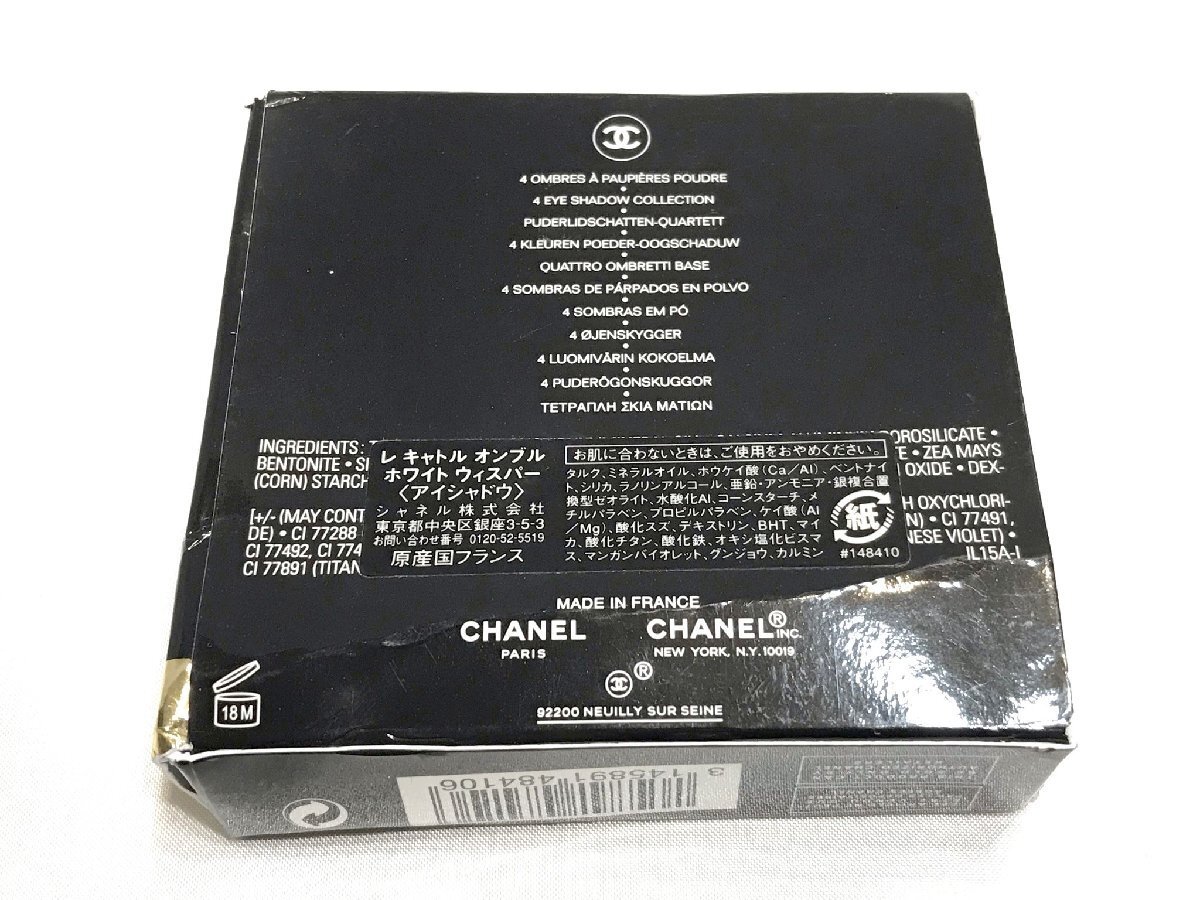 4 OMBRES À PAUPIÈRES POUDRE
4 EYE SHADOW COLLECTION
PUDERLIDSCHATTEN-QUARTETT
4 KLEUREN POEDER-OOGSCHADUW
QUATTRO OMBRETTI BASE
4 SOMBRAS DE PÁRPADOS EN POLVO
4 SOMBRAS EM PÓ
4 ØJENSKYGGER
4 LUOMIVÄRIN KOKOELMA
4 PUDERÖGONSKUGGOR
ΤΕΤΡΑΠΛΗ ΣΚΙΑ ΜΑΤΙΩΝ
INGREDIENTS:
BENTONITE •
(CORN) STARCH
[+/- (MAY CONT
DE) • CI 77288
CI 77492, CI 774
CI 77891 (TITAN
OROSILICATE •
TE • ZEA MAYS
OXIDE • DEX-
H OXYCHLORI-
N) • CI 77491,
NESE VIOLET) •
IL15A-I
レ キャトル オンブル
ホワイト ウィスパー
〈アイシャドウ〉
シャネル株式会社
東京都中央区銀座3-5-3
お問い合わせ番号 0120-52-5519
原産国フランス
お肌に合わないときは、ご使用をおやめください。
タルク、ミネラルオイル、ホウケイ酸(Ca/Al)、ベントナイ
ト、シリカ、ラノリンアルコール、亜鉛・アンモニア・銀複合置
換型ゼオライト、水酸化Al、コーンスターチ、メ
チルパラベン、プロピルパラベン、ケイ酸(Al
/Mg)、酸化スズ、デキストリン、BHT、マイ
カ、酸化チタン、酸化鉄、オキシ塩化ビスマ
ス、マンガンバイオレット、グンジョウ、カルミン
紙
#148410
MADE IN FRANCE
CHANEL
PARIS
CHANEL® INC.
NEW YORK, N.Y. 10019
®
92200 NEUILLY SUR SEINE
18 M
3 145891 484106